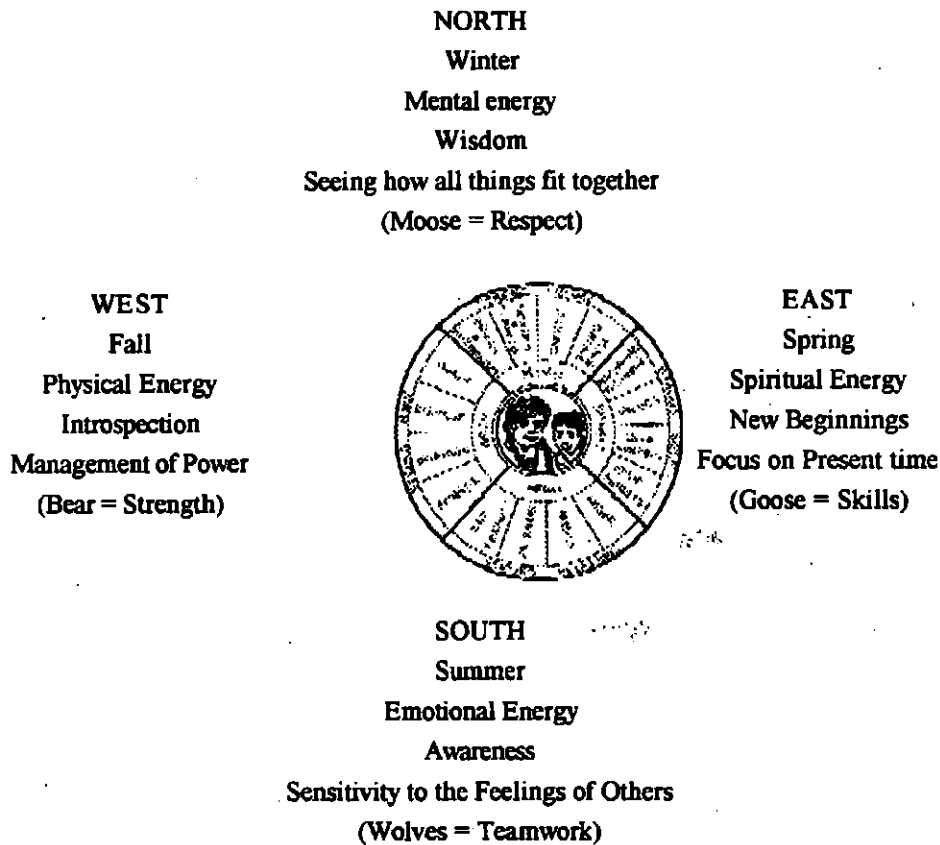 NORTH
Winter
Mental energy
Wisdom
Seeing how all things fit together
(Moose = Respect)
WEST
Fall
Physical Energy
Introspection
Management of Power
(Bear = Strength)
EAST
Spring
Spiritual Energy
New Beginnings
Focus on Present time
(Goose = Skills)
SOUTH
Summer
Emotional Energy
Awareness
Sensitivity to the Feelings of Others
(Wolves = Teamwork)